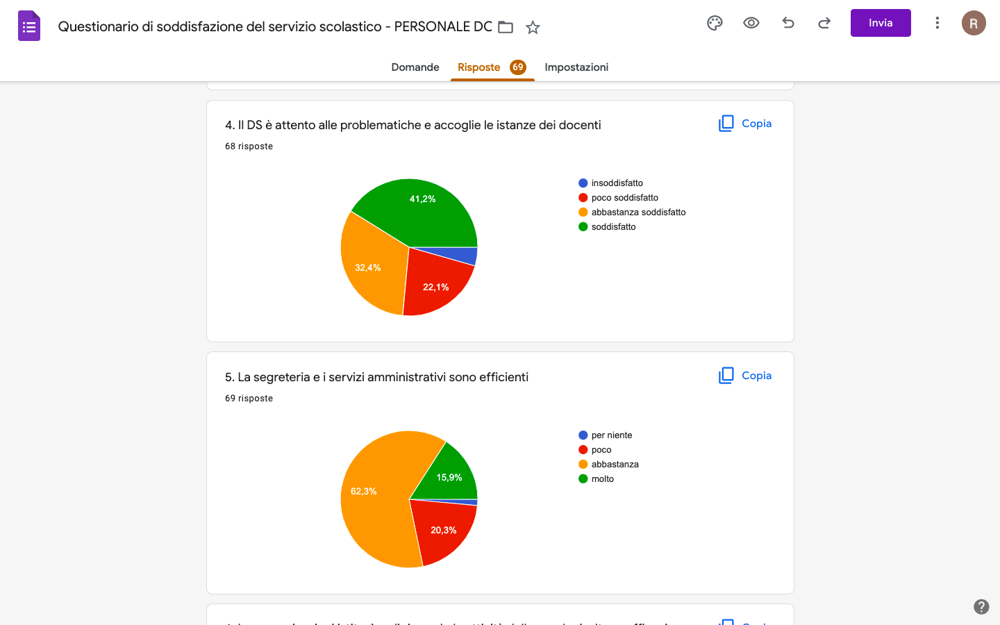 Questionario di soddisfazione del servizio scolastico - PERSONALE DO
Invia
R
Domande
Risposte 69
Impostazioni
4. Il DS è attento alle problematiche e accoglie le istanze dei docenti
Copia
68 risposte
insoddisfatto
poco soddisfatto
abbastanza soddisfatto
soddisfatto
41,2%
32,4%
22,1%
5. La segreteria e i servizi amministrativi sono efficienti
Copia
69 risposte
per niente
poco
abbastanza
molto
15,9%
62,3%
20,3%